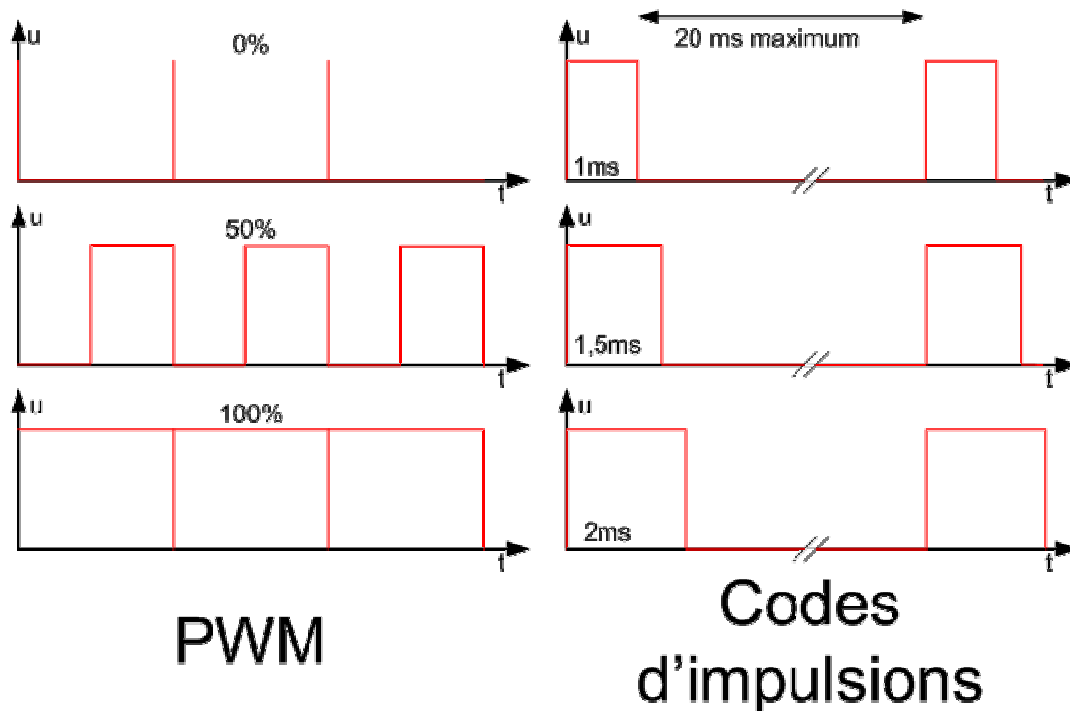 u
0%
t
u
50%
t
u
100%
t
PWM
20 ms maximum
u
1ms
t
u
1,5ms
t
u
2ms
t
Codes
d'impulsions